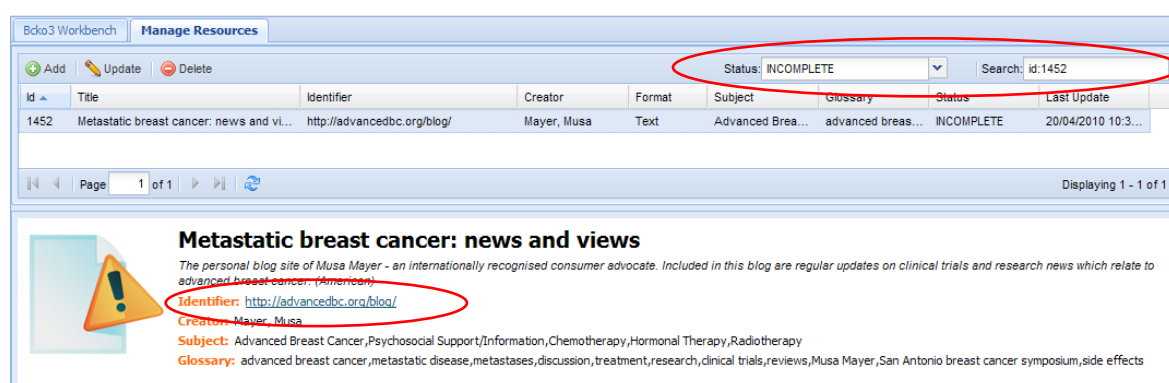 Bcko3 Workbench Manage Resources
Add Update Delete Status: INCOMPLETE Search: id:1452
Id Title Identifier Creator Format Subject Glossary Status Last Update
1452 Metastatic breast cancer: news and vi... http://advancedbc.org/blog/ Mayer, Musa Text Advanced Brea... advanced breas... INCOMPLETE 20/04/2010 10:3...
Page 1 of 1 Displaying 1 - 1 of 1
Metastatic breast cancer: news and views
The personal blog site of Musa Mayer - an internationally recognised consumer advocate. Included in this blog are regular updates on clinical trials and research news which relate to
advanced breast cancer. (American)
Identifier: http://advancedbc.org/blog/
Creator: Mayer, Musa
Subject: Advanced Breast Cancer,Psychosocial Support/Information,Chemotherapy,Hormonal Therapy,Radiotherapy
Glossary: advanced breast cancer,metastatic disease,metastases,discussion,treatment,research,clinical trials,reviews,Musa Mayer,San Antonio breast cancer symposium,side effects